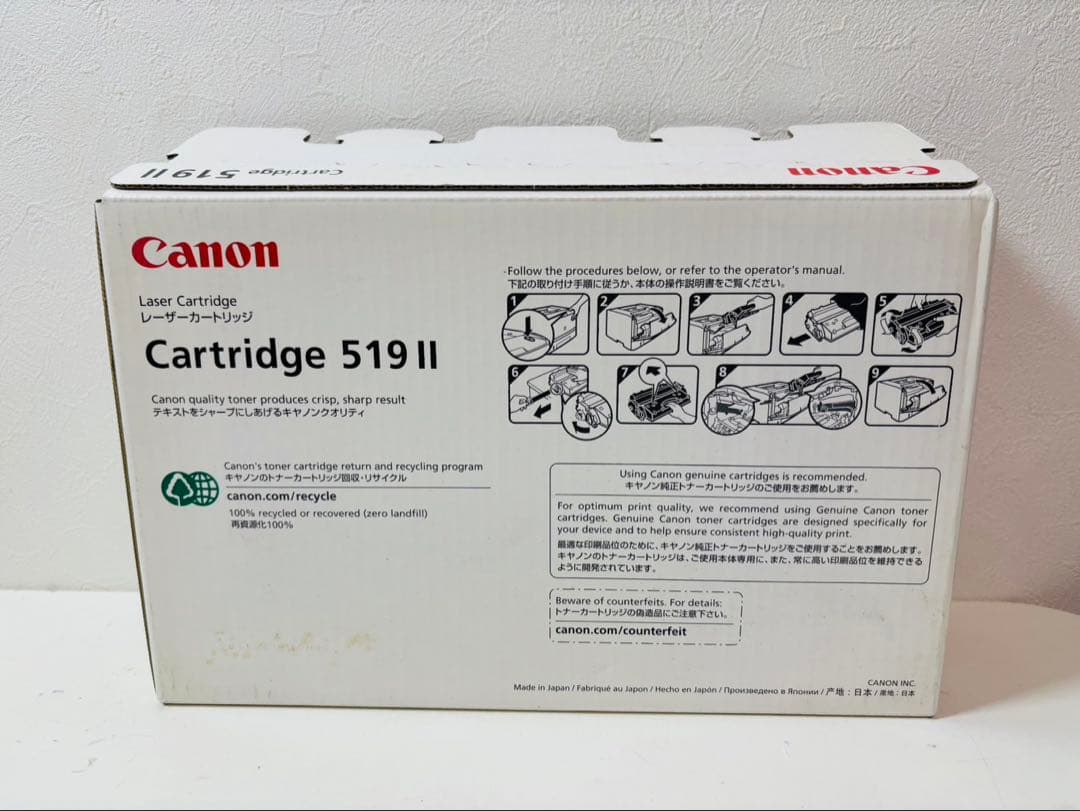 Cartridge 519 II
Canon
Canon
Laser Cartridge
レーザーカートリッジ
Cartridge 519 II
Canon quality toner produces crisp, sharp result
テキストをシャープにしあげるキヤノンクオリティ
Canon's toner cartridge return and recycling program
キヤノンのトナーカートリッジ回収・リサイクル
canon.com/recycle
100% recycled or recovered (zero landfill)
再資源化100%
·Follow the procedures below, or refer to the operator's manual.
下記の取り付け手順に従うか、本体の操作説明書をご覧ください。
1
2
3
4
5
6
7
8
9
Using Canon genuine cartridges is recommended.
キヤノン純正トナーカートリッジのご使用をお薦めします。
For optimum print quality, we recommend using Genuine Canon toner
cartridges. Genuine Canon toner cartridges are designed specifically for
your device and to help ensure consistent high-quality print.
最適な印刷品位のために、キヤノン純正トナーカートリッジをご使用することをお薦めします。
キヤノンのトナーカートリッジは、ご使用本体専用に、また、常に高い印刷品位を維持できる
ように開発されています。
Beware of counterfeits. For details:
トナーカートリッジの偽造品にご注意下さい。
canon.com/counterfeit
CANON INC.
Made in Japan / Fabriqué au Japon / Hecho en Japón / Произведено в Японии / 产地：日本 / 産地：日本